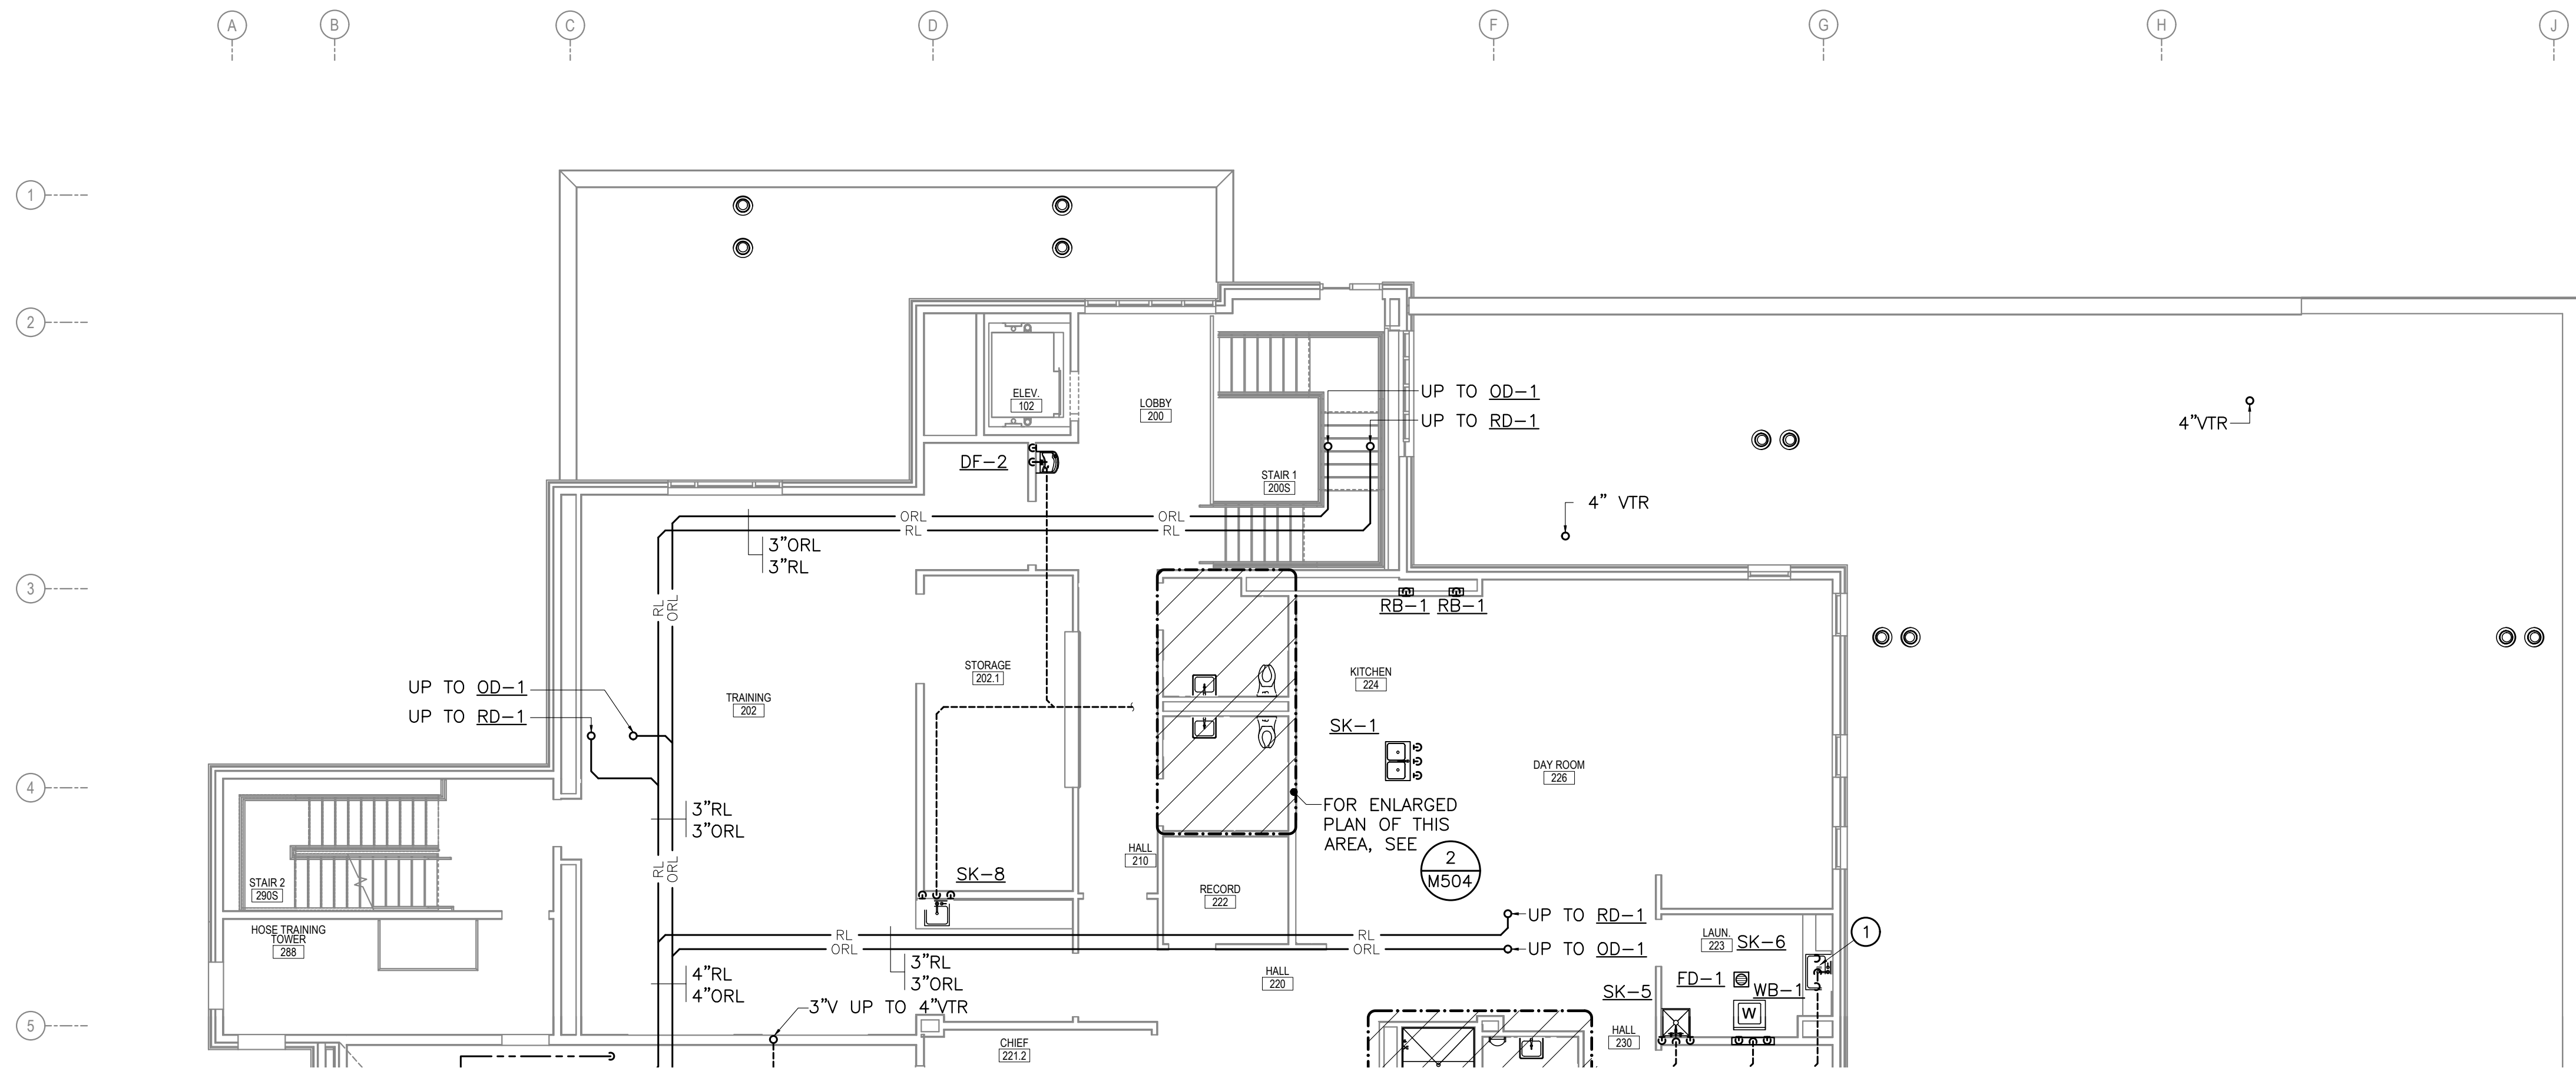 A
B
C
D
F
G
H
J
1
2
3
4
5
ELEV.
102
LOBBY
200
UP TO OD-1
UP TO RD-1
4"VTR
DF-2
STAIR 1
200S
4" VTR
ORL
ORL
RL
RL
3"ORL
3"RL
RL
ORL
RB-1
RB-1
STORAGE
202.1
KITCHEN
224
TRAINING
202
UP TO OD-1
UP TO RD-1
SK-1
DAY ROOM
226
3"RL
3"ORL
FOR ENLARGED
PLAN OF THIS
AREA, SEE
2
M504
HALL
210
RL
ORL
STAIR 2
290S
SK-8
RECORD
222
UP TO RD-1
UP TO OD-1
RL
RL
ORL
ORL
HOSE TRAINING
TOWER
288
LAUN.
223
SK-6
1
3"RL
3"ORL
4"RL
4"ORL
HALL
220
FD-1
WB-1
SK-5
W
3"V UP TO 4"VTR
CHIEF
221.2
HALL
230